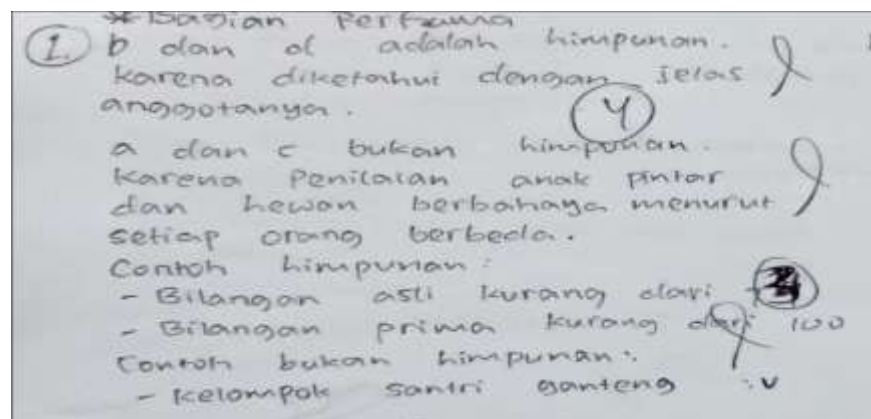 * Bagian Pertama
1. b dan d adalah himpunan.
karena diketahui dengan jelas
anggotanya.
4
a dan c bukan himpunan.
Karena Penilaian anak pintar
dan hewan berbahaya menurut
setiap orang berbeda.
Contoh himpunan:
- Bilangan asli kurang dari
- Bilangan prima kurang dari 100
Contoh bukan himpunan:
- Kelompok santri ganteng :v